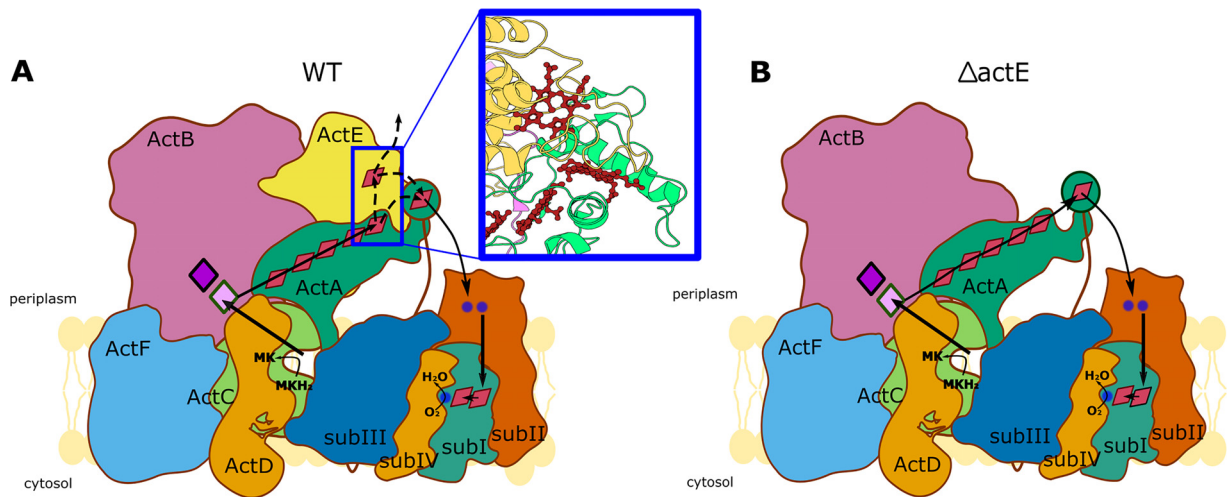 A
WT
ActB
ActE
ActA
periplasm
ActF
MK
MKH₂
ActC
H₂O
O₂
subIII
subI
subII
subIV
ActD
cytosol
B
ΔactE
ActB
ActA
periplasm
ActF
MK
MKH₂
ActC
H₂O
O₂
subIII
subI
subII
subIV
ActD
cytosol